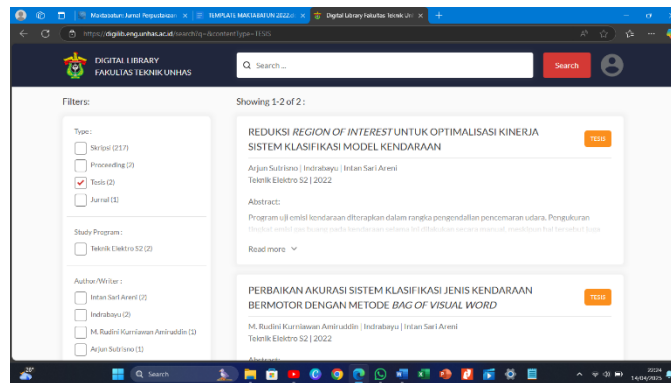 Maktabatun: Jurnal Perpustakaan
TEMPLATE MAKTABATUN 2022
Digital Library Fakultas Teknik Un
https://digilib.eng.unhas.ac.id/search?q=&contentType=TESIS
DIGITAL LIBRARY
FAKULTAS TEKNIK UNHAS
Search...
Search
Filters:
Showing 1-2 of 2 :
Type :
Skripsi (217)
Proceeding (2)
Tesis (2)
Jurnal (1)
Study Program :
Teknik Elektro S2 (2)
Author/Writer :
Intan Sari Areni (2)
Indrabayu (2)
M. Rudini Kurniawan Amiruddin (1)
Arjun Sutrisno (1)
REDUKSI REGION OF INTEREST UNTUK OPTIMALISASI KINERJA
SISTEM KLASIFIKASI MODEL KENDARAAN
TESIS
Arjun Sutrisno | Indrabayu | Intan Sari Areni
Teknik Elektro S2 | 2022
Abstract:
Program uji emisi kendaraan diterapkan dalam rangka pengendalian pencemaran udara. Pengukuran
Read more
PERBAIKAN AKURASI SISTEM KLASIFIKASI JENIS KENDARAAN
BERMOTOR DENGAN METODE BAG OF VISUAL WORD
TESIS
M. Rudini Kurniawan Amiruddin | Indrabayu | Intan Sari Areni
Teknik Elektro S2 | 2022
Abstract:
28°
Search
22:24
14/04/2025